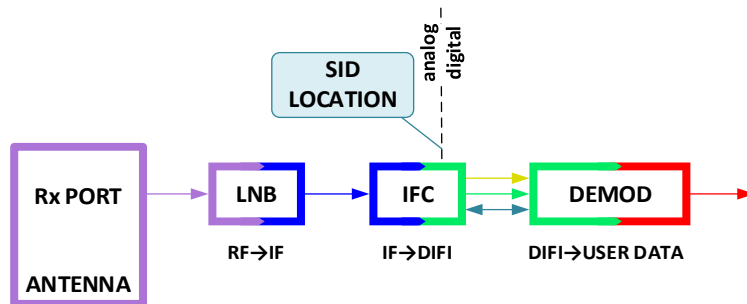 analog
digital
SID
LOCATION
Rx PORT
ANTENNA
LNB
IFC
DEMOD
RF→IF
IF→DIFI
DIFI→USER DATA